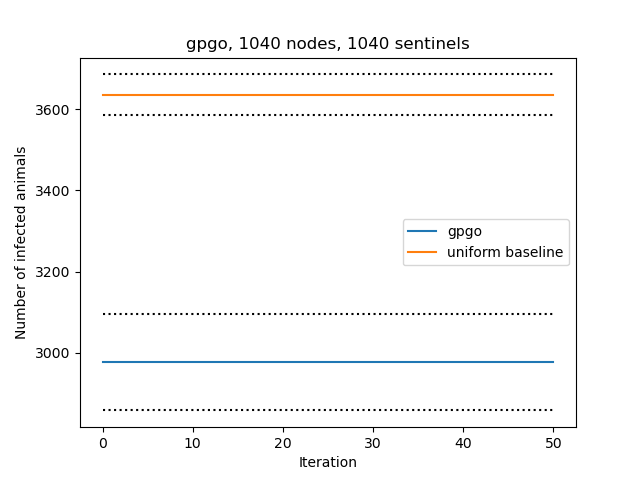 gpgo, 1040 nodes, 1040 sentinels
3600
3400
3200
3000
Number of infected animals
gpgo
uniform baseline
0 10 20 30 40 50
Iteration